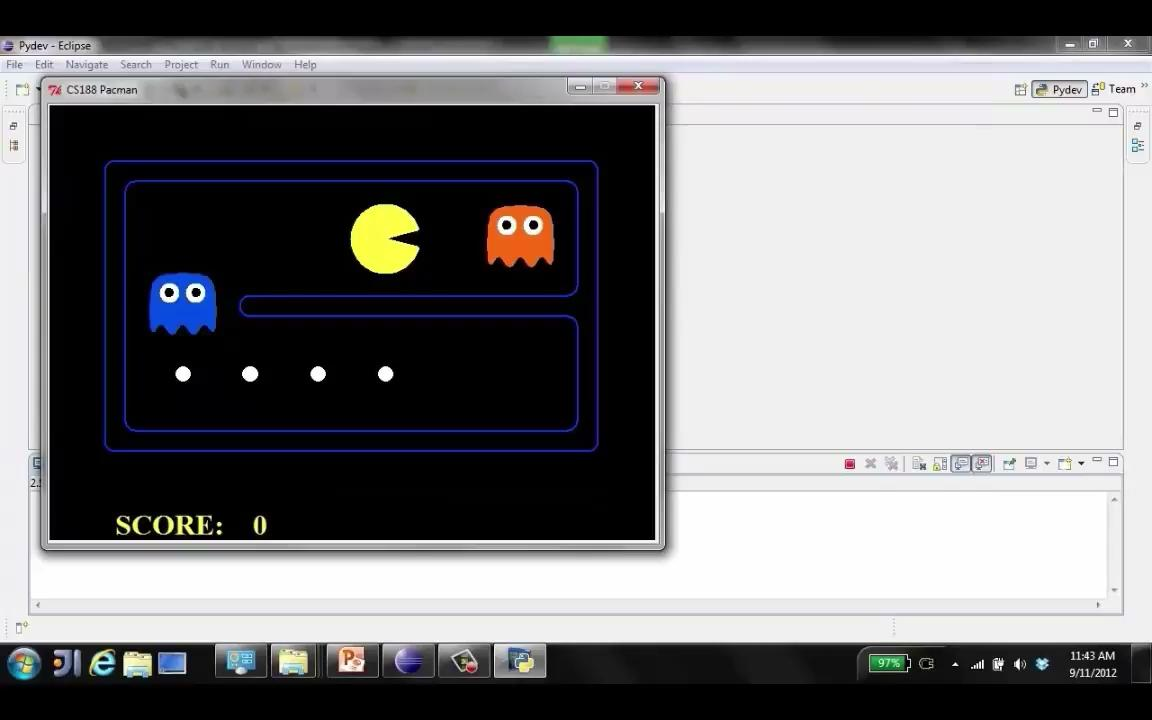 Pydev - Eclipse
File Edit Navigate Search Project Run Window Help
CS188 Pacman
Pydev Team
SCORE: 0
97%
11:43 AM
9/11/2012